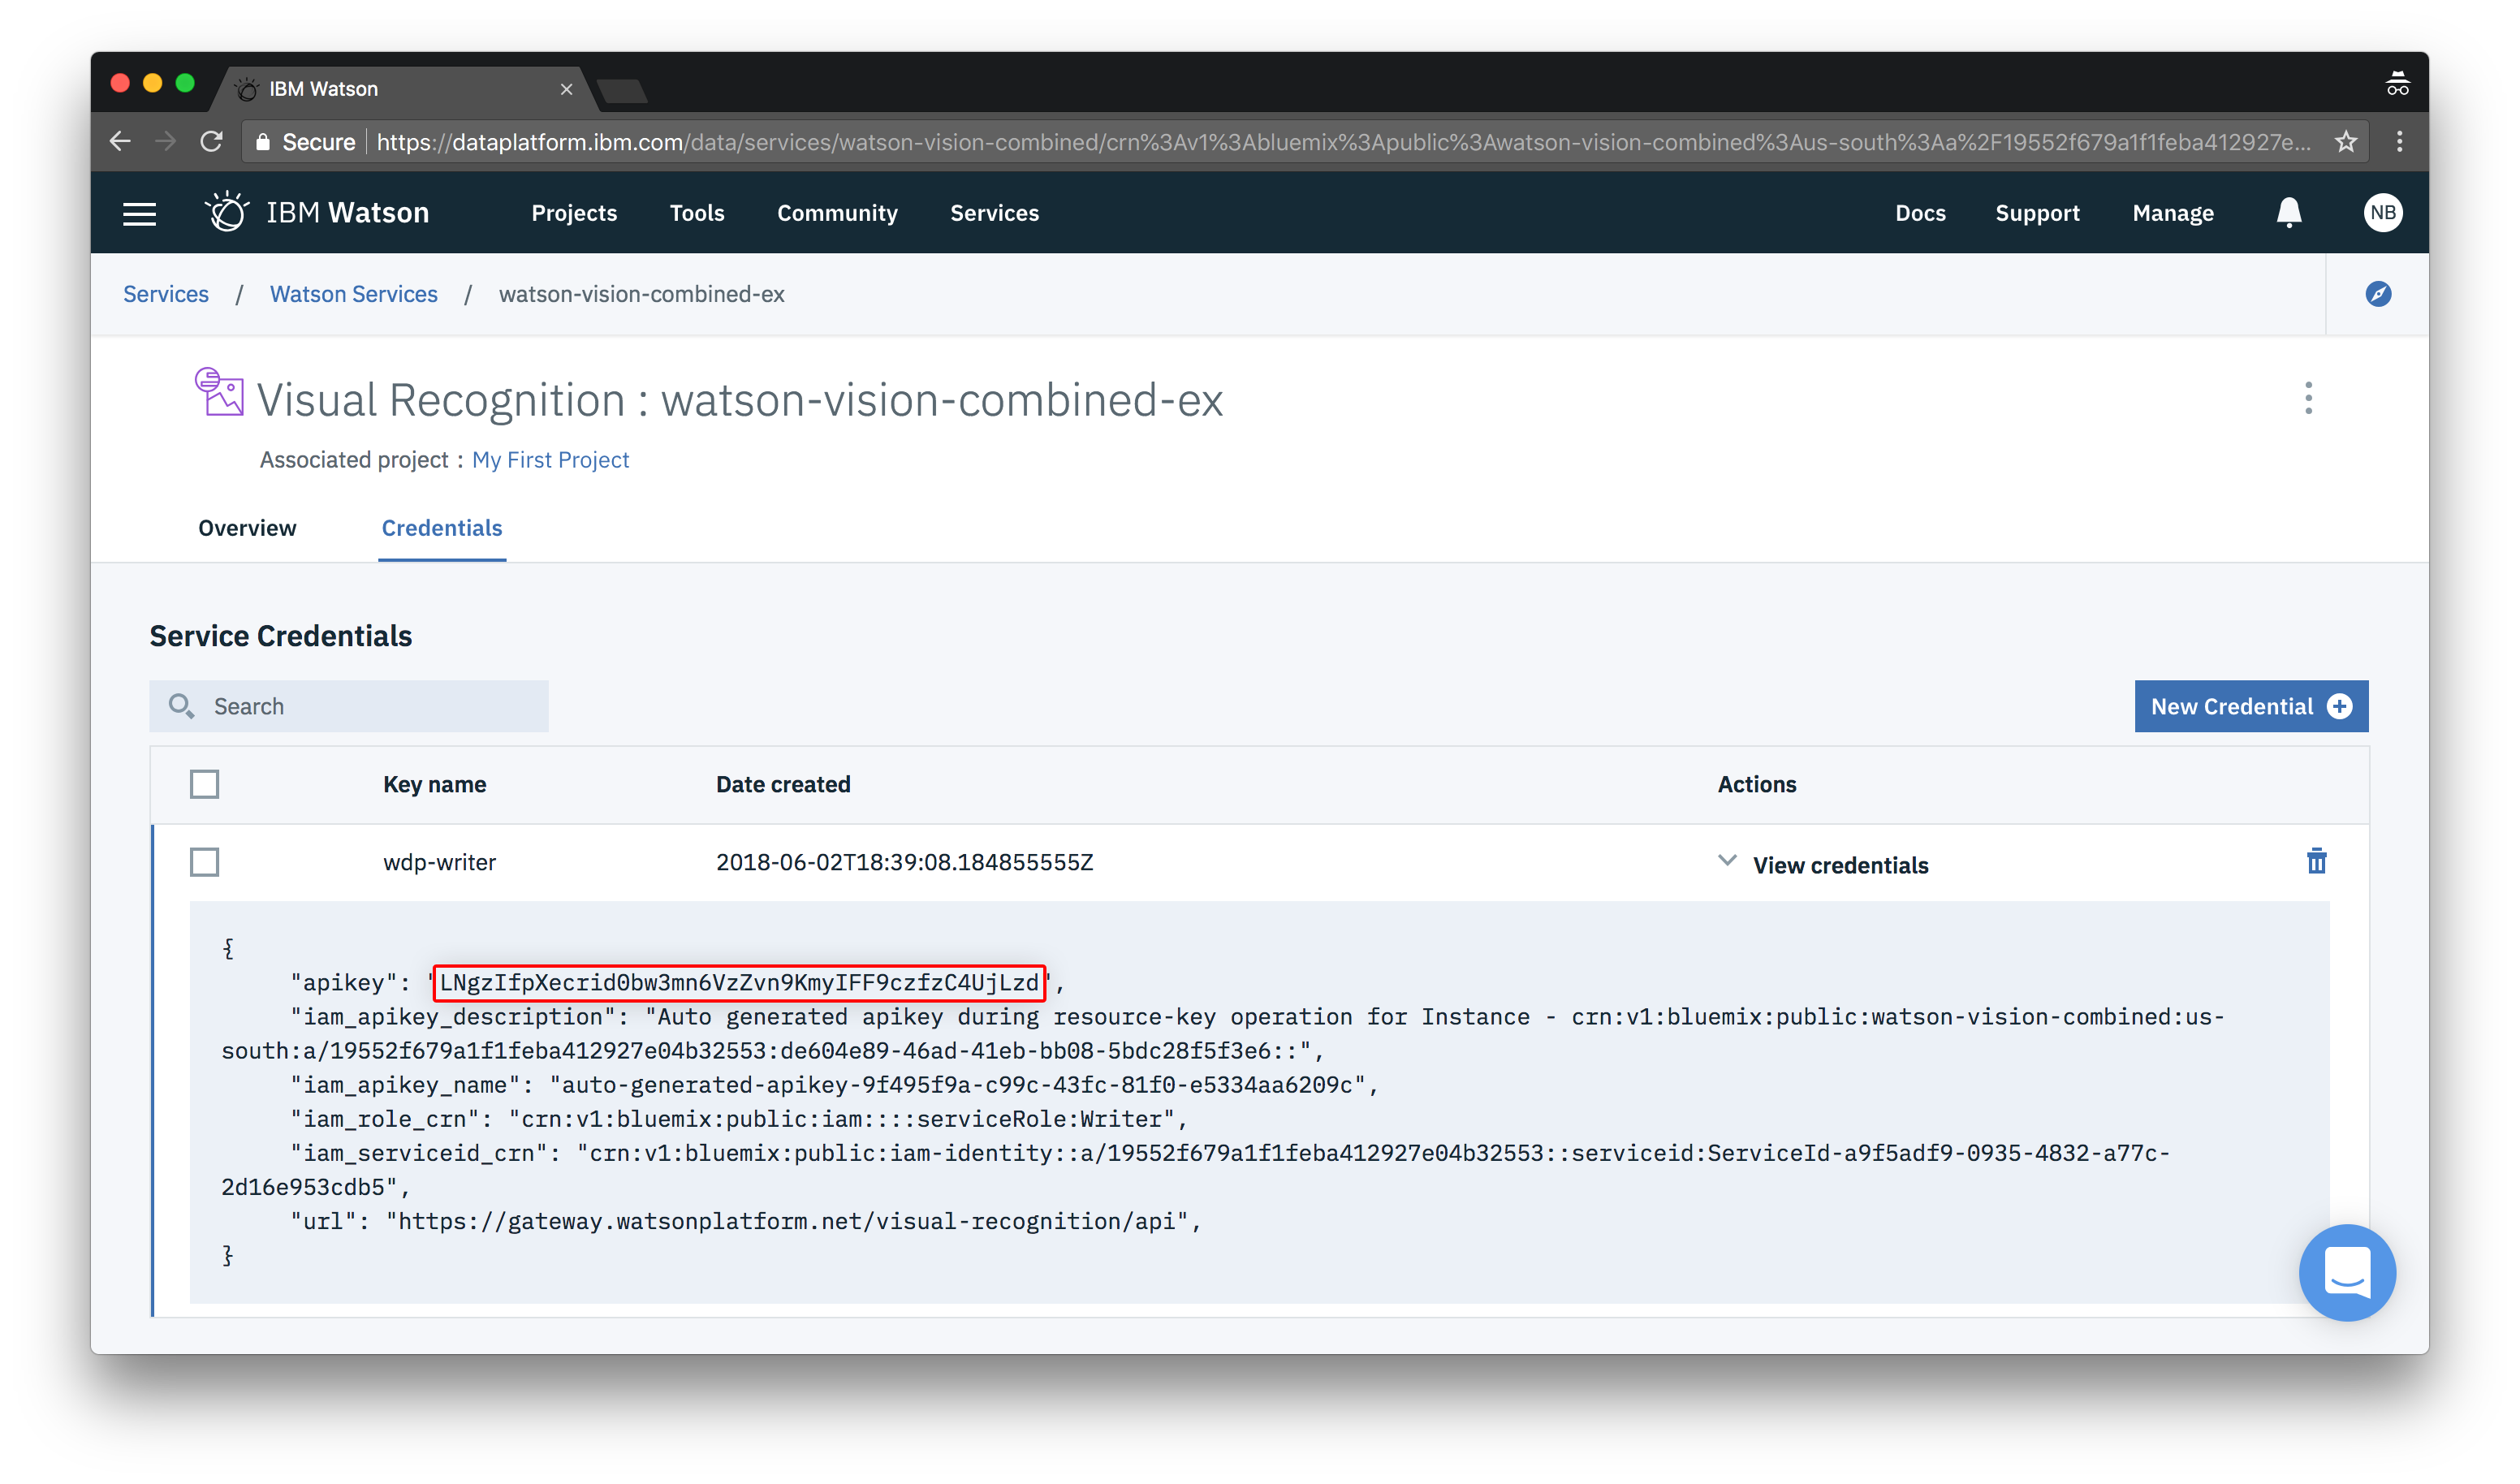 IBM Watson
Secure https://dataplatform.ibm.com/data/services/watson-vision-combined/crn%3Av1%3Abluemix%3Apublic%3Awatson-vision-combined%3Aus-south%3Aa%2F19552f679a1f1feba412927e...
IBM Watson Projects Tools Community Services Docs Support Manage NB
Services / Watson Services / watson-vision-combined-ex
Visual Recognition : watson-vision-combined-ex
Associated project : My First Project
Overview Credentials
Service Credentials
Search New Credential
Key name Date created Actions
wdp-writer 2018-06-02T18:39:08.184855555Z View credentials
{
"apikey": "LNgzIfpXecrid0bw3mn6VzZvn9KmyIFF9czfzC4UjLzd",
"iam_apikey_description": "Auto generated apikey during resource-key operation for Instance - crn:v1:bluemix:public:watson-vision-combined:us-
south:a/19552f679a1f1feba412927e04b32553:de604e89-46ad-41eb-bb08-5bdc28f5f3e6::",
"iam_apikey_name": "auto-generated-apikey-9f495f9a-c99c-43fc-81f0-e5334aa6209c",
"iam_role_crn": "crn:v1:bluemix:public:iam::::serviceRole:Writer",
"iam_serviceid_crn": "crn:v1:bluemix:public:iam-identity::a/19552f679a1f1feba412927e04b32553::serviceid:ServiceId-a9f5adf9-0935-4832-a77c-
2d16e953cdb5",
"url": "https://gateway.watsonplatform.net/visual-recognition/api",
}